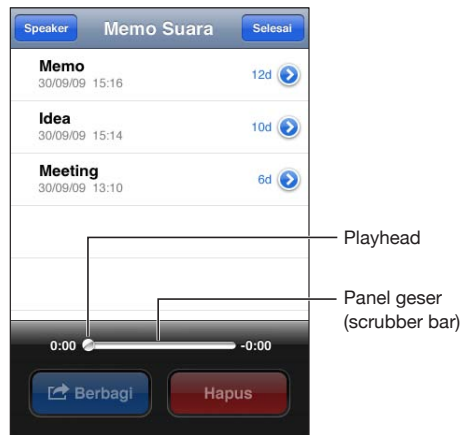 Speaker Memo Suara Selesai
Memo
30/09/09 15:16
12d
Idea
30/09/09 15:14
10d
Meeting
30/09/09 13:10
6d
Playhead
Panel geser
(scrubber bar)
0:00 -0:00
Berbagi Hapus